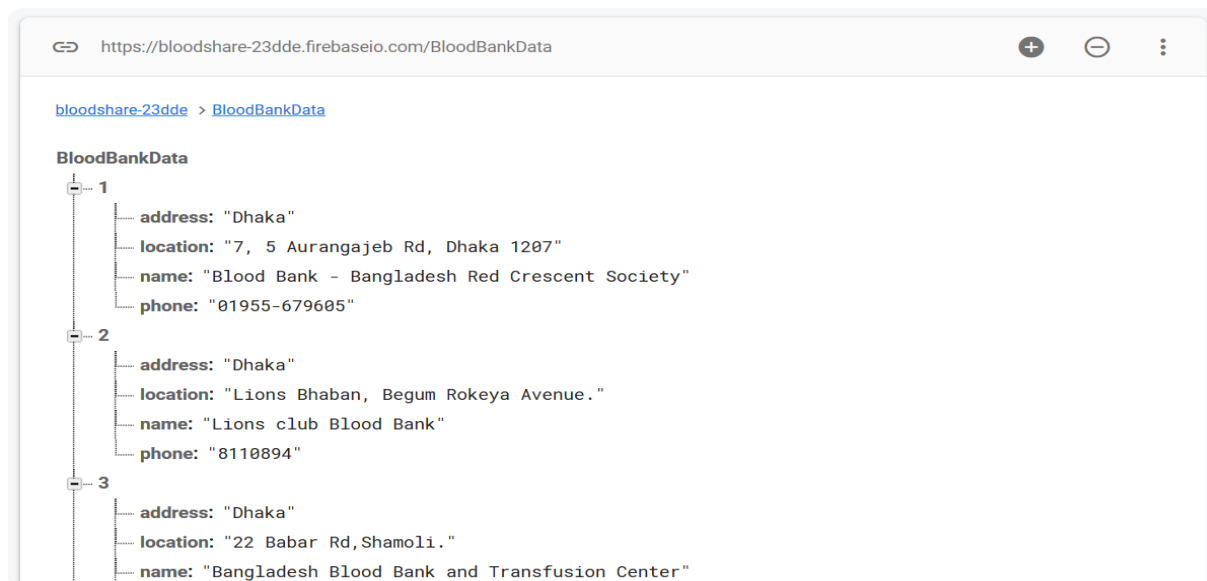 https://bloodshare-23dde.firebaseio.com/BloodBankData
bloodshare-23dde > BloodBankData
BloodBankData
1
address: "Dhaka"
location: "7, 5 Aurangajeb Rd, Dhaka 1207"
name: "Blood Bank - Bangladesh Red Crescent Society"
phone: "01955-679605"
2
address: "Dhaka"
location: "Lions Bhaban, Begum Rokeya Avenue."
name: "Lions club Blood Bank"
phone: "8110894"
3
address: "Dhaka"
location: "22 Babar Rd,Shamoli."
name: "Bangladesh Blood Bank and Transfusion Center"